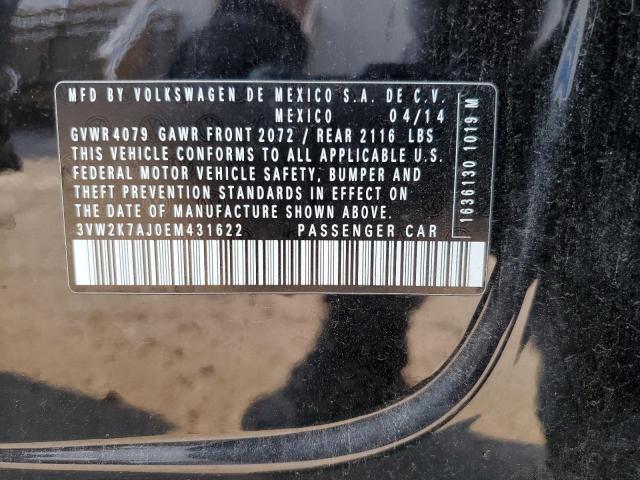 MFD BY VOLKSWAGEN DE MEXICO S.A. DE C.V.
MEXICO 04/14
GVWR 4079 GAWR FRONT 2072 / REAR 2116 LBS
THIS VEHICLE CONFORMS TO ALL APPLICABLE U.S.
FEDERAL MOTOR VEHICLE SAFETY, BUMPER AND
THEFT PREVENTION STANDARDS IN EFFECT ON
THE DATE OF MANUFACTURE SHOWN ABOVE.
3VW2K7AJ0EM431622 PASSENGER CAR
1636130 1019 M